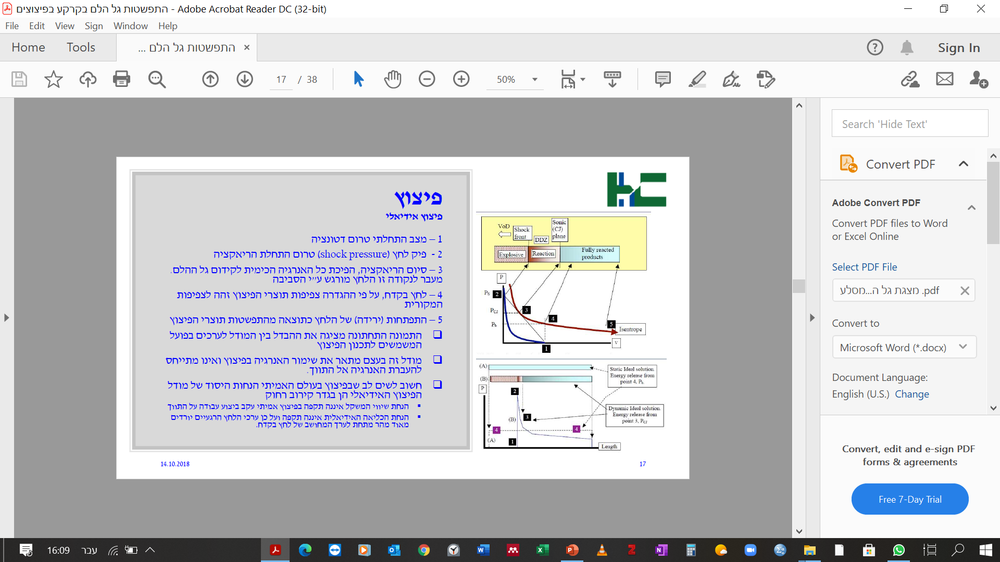 התפשטות גל הלם בקרקע בפיצוצים - Adobe Acrobat Reader DC (32-bit)
File Edit View Sign Window Help
Home Tools התפשטות גל הלם ... × Sign In
17 / 38 50%
פיצוץ
פיצוץ אידיאלי
1 – מצב התחלתי טרום דטונציה
2 - פיק לחץ (shock pressure) טרום התחלת הריאקציה
3 – סיום הריאקציה, הפיכת כל האנרגיה הכימית לקידום גל ההלם.
מעבר לנקודה זו הלחץ מורגש ע״י הסביבה
4 – לחץ בקדח, על פי ההגדרה צפיפות תוצרי הפיצוץ זהה לצפיפות
המקורית
5 – התפתחות (ירידה) של הלחץ כתוצאה מהתפשטות תוצרי הפיצוץ
❑ התמונה התחתונה מציגה את ההבדל בין המודל לערכים בפועל
המשמשים לתכנון הפיצוץ
❑ מודל זה בעצם מתאר את שימור האנרגיה בפיצוץ ואינו מתייחס
להעברת האנרגיה אל התווך.
❑ חשוב לשים לב שבפיצוץ בעולם האמיתי הנחות היסוד של מודל
הפיצוץ האידיאלי הן בגדר קירוב רחוק
▪ הנחת שיווי המשקל איננה תקפה בפיצוץ אמיתי עקב ביצוע עבודה על התווך
▪ הנחת הכליאה האידיאלית איננה תקפה ועל כן ערכי הלחץ הרגעיים יורדים
מאוד מהר מתחת לערך המחושב של לחץ בקדח.
14.10.2018
17
HC
VoD
Shock
front
DDZ
Sonic
(CJ)
plane
Explosive
Reaction
Fully reacted
products
P
PS 2
PCJ
3
Pb
4
5
Isentrope
v
1
(A)
(B)
P
Static Ideal solution.
Energy release from
point 4, Pb.
2
Dynamic Ideal solution.
Energy release from
point 3, PCJ
(B)
3
4
4
(A)
1
Length
Search 'Hide Text'
Convert PDF
Adobe Convert PDF
Convert PDF files to Word
or Excel Online
Select PDF File
מצגת גל ה...מסלע .pdf
Convert to
Microsoft Word (*.docx)
Document Language:
English (U.S.) Change
Convert, edit and e-sign PDF
forms & agreements
Free 7-Day Trial
16:09 עבר